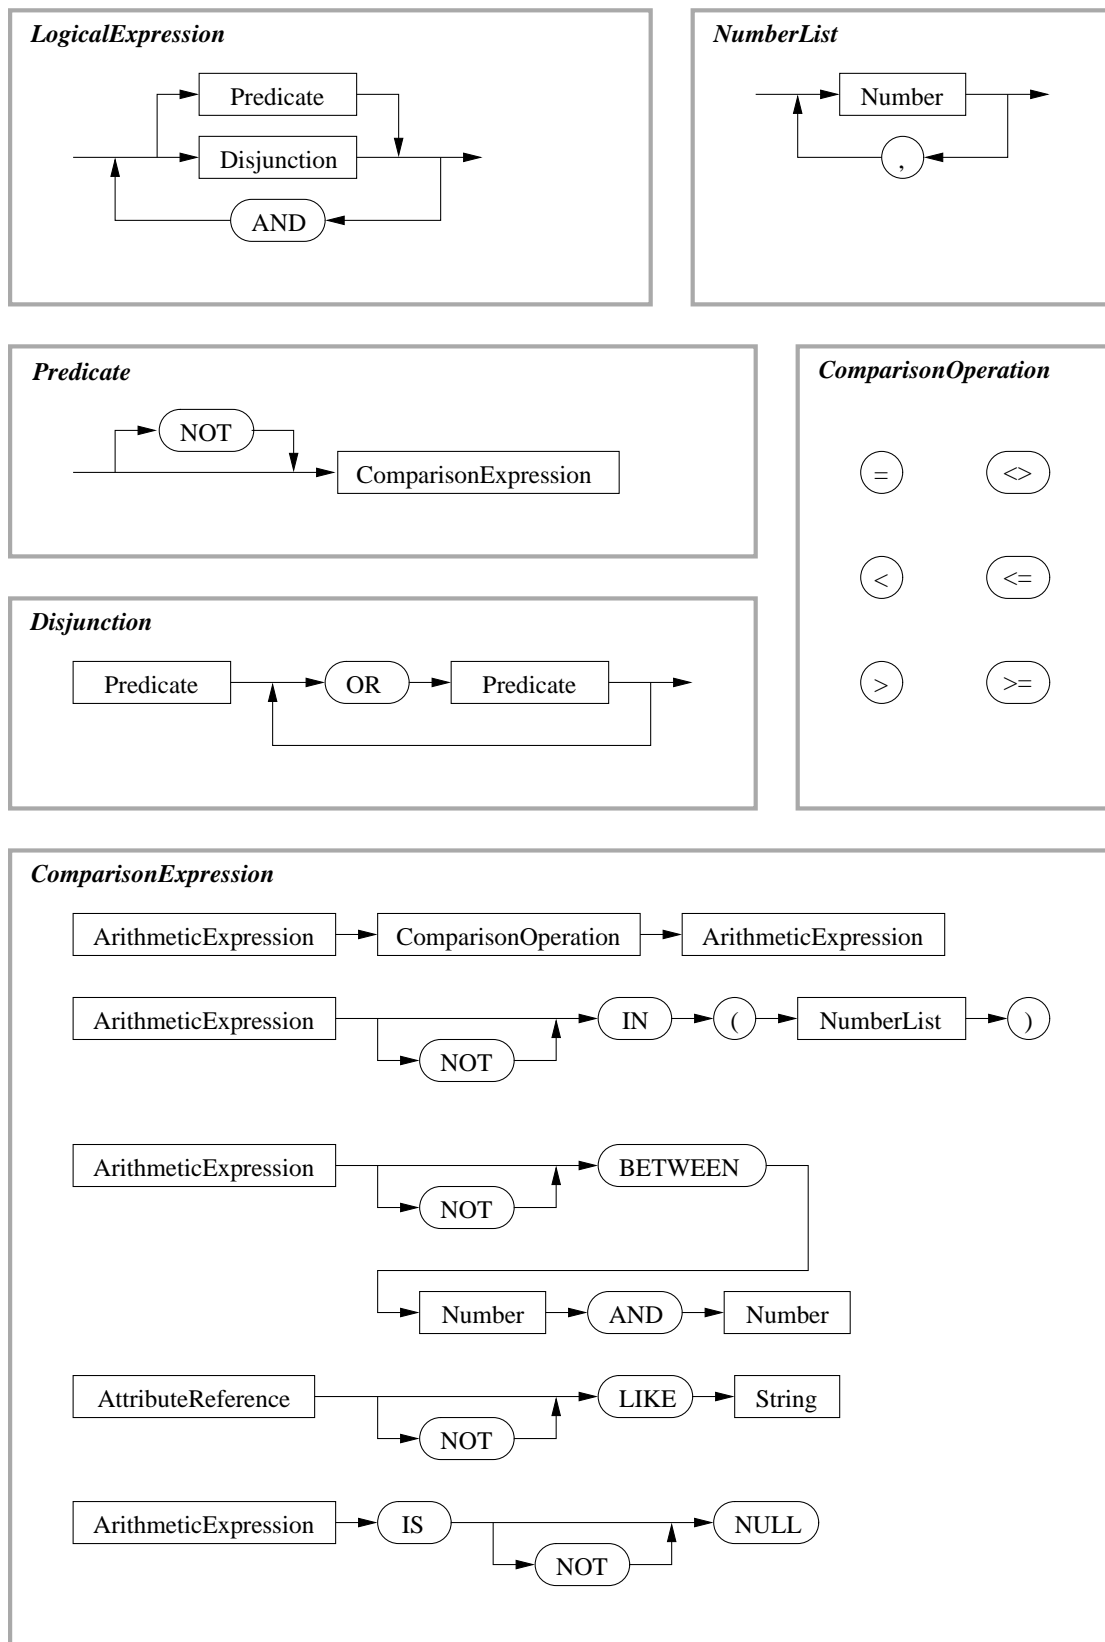 LogicalExpression
Predicate
Disjunction
AND
NumberList
Number
,
Predicate
NOT
ComparisonExpression
ComparisonOperation
= <>
< <=
> >=
Disjunction
Predicate OR Predicate
ComparisonExpression
ArithmeticExpression ComparisonOperation ArithmeticExpression
ArithmeticExpression IN ( NumberList )
NOT
ArithmeticExpression BETWEEN
NOT
Number AND Number
AttributeReference LIKE String
NOT
ArithmeticExpression IS NULL
NOT